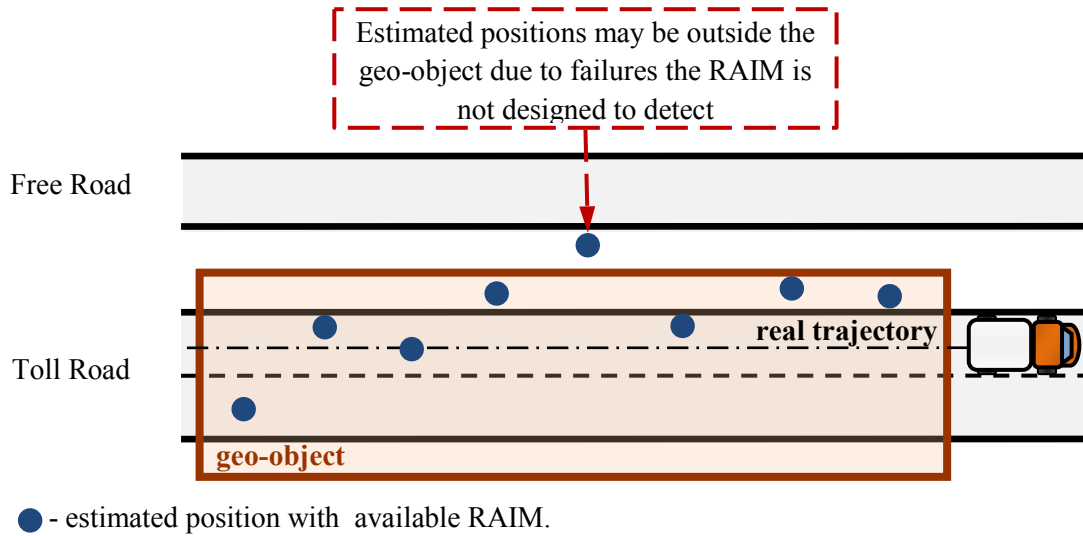 Estimated positions may be outside the
geo-object due to failures the RAIM is
not designed to detect
Free Road
real trajectory
Toll Road
geo-object
- estimated position with  available RAIM.